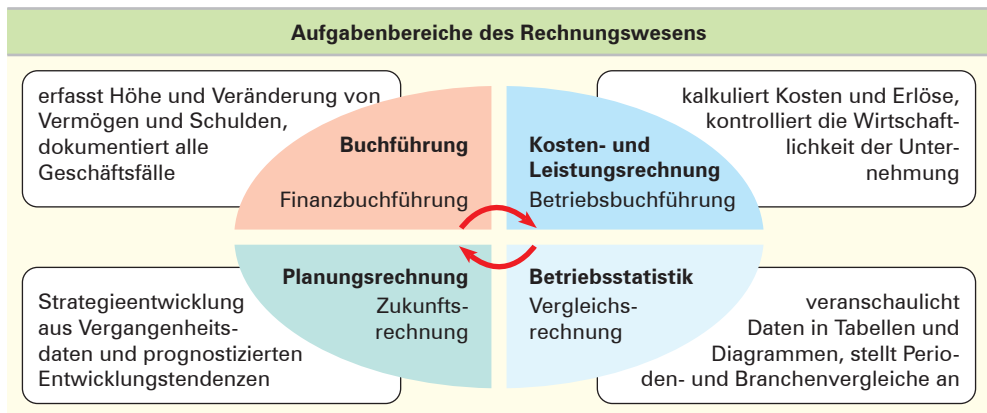 Aufgabenbereiche des Rechnungswesens
erfasst Höhe und Veränderung von
Vermögen und Schulden,
dokumentiert alle
Geschäftsfälle
Buchführung
Finanzbuchführung
Kosten- und
Leistungsrechnung
Betriebsbuchführung
kalkuliert Kosten und Erlöse,
kontrolliert die Wirtschaft-
lichkeit der Unter-
nehmung
Strategieentwicklung
aus Vergangenheits-
daten und prognostizierten
Entwicklungstendenzen
Planungsrechnung
Zukunfts-
rechnung
Betriebsstatistik
Vergleichs-
rechnung
veranschaulicht
Daten in Tabellen und
Diagrammen, stellt Perio-
den- und Branchenvergleiche an